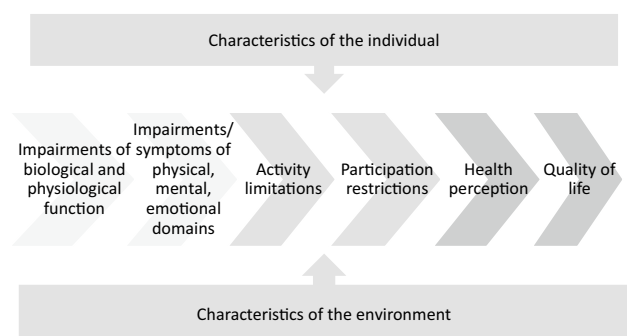 Characteristics of the individual
Impairments of
biological and
physiological
function
Impairments/
symptoms of
physical,
mental,
emotional
domains
Activity
limitations
Participation
restrictions
Health
perception
Quality of
life
Characteristics of the environment